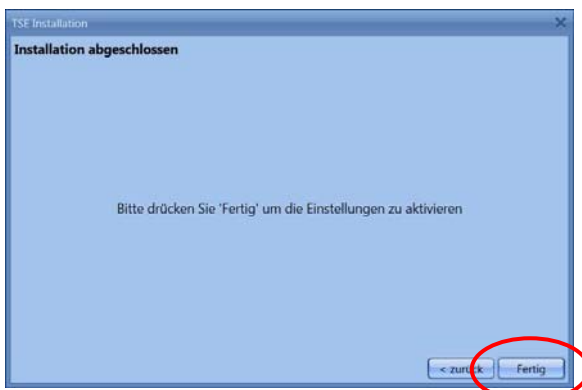 TSE Installation
Installation abgeschlossen
Bitte drücken Sie 'Fertig' um die Einstellungen zu aktivieren
< zurück Fertig